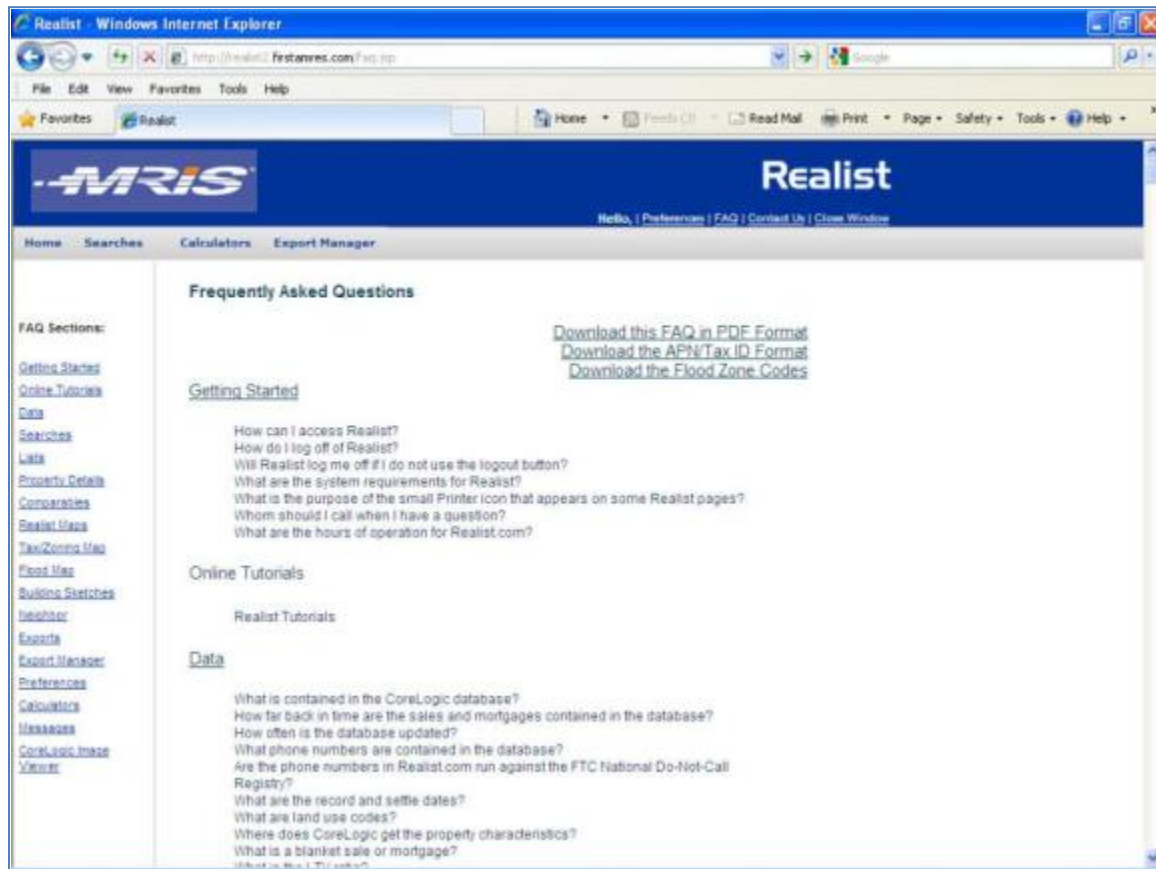 Realist - Windows Internet Explorer
http://realist2.firstamres.com/faq.jsp
Google
File Edit View Favorites Tools Help
Favorites Realist Home Feeds Read Mail Print Page Safety Tools Help
MRIS
Realist
Hello, | Preferences | FAQ | Contact Us | Close Window
Home Searches Calculators Export Manager
Frequently Asked Questions
FAQ Sections:
Getting Started
Online Tutorials
Data
Searches
Lists
Property Details
Comparables
Realist Maps
Tax/Zoning Map
Flood Map
Building Sketches
Neighbor
Exports
Export Manager
Preferences
Calculators
Messages
CoreLogic Image
Viewer
Download this FAQ in PDF Format
Download the APN/Tax ID Format
Download the Flood Zone Codes
Getting Started
How can I access Realist?
How do I log off of Realist?
Will Realist log me off if I do not use the logout button?
What are the system requirements for Realist?
What is the purpose of the small Printer icon that appears on some Realist pages?
Whom should I call when I have a question?
What are the hours of operation for Realist.com?
Online Tutorials
Realist Tutorials
Data
What is contained in the CoreLogic database?
How far back in time are the sales and mortgages contained in the database?
How often is the database updated?
What phone numbers are contained in the database?
Are the phone numbers in Realist.com run against the FTC National Do-Not-Call
Registry?
What are the record and settle dates?
What are land use codes?
Where does CoreLogic get the property characteristics?
What is a blanket sale or mortgage?
What is the LTV ratio?